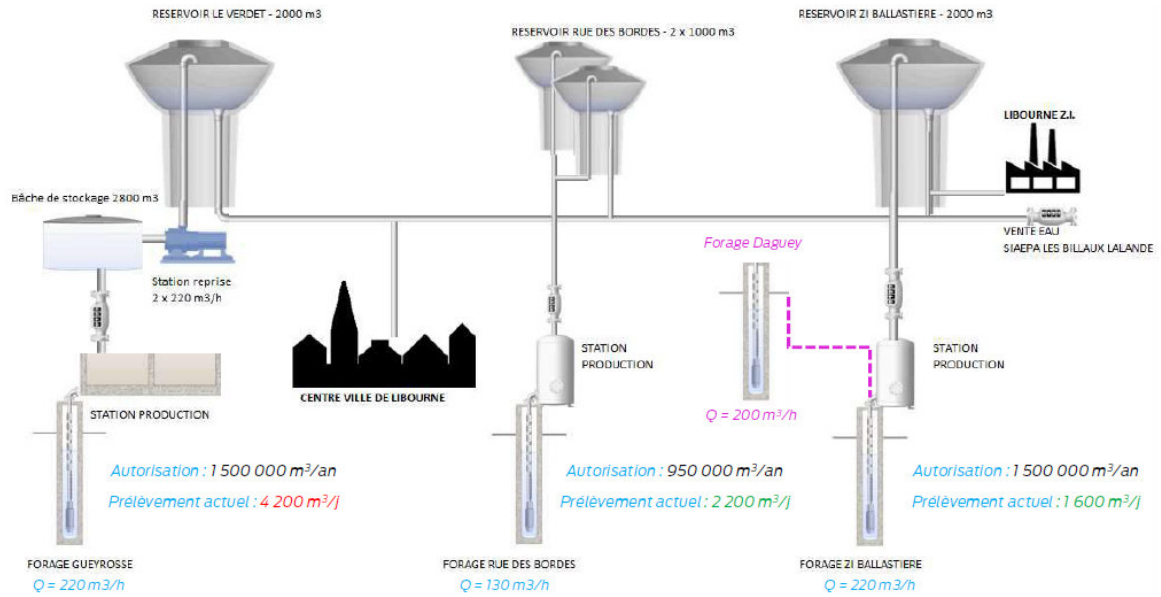 RESERVOIR LE VERDET - 2000 m3
RESERVOIR RUE DES BORDES - 2 x 1000 m3
RESERVOIR ZI BALLASTIERE - 2000 m3
LIBOURNE Z.I.
Bâche de stockage 2800 m3
Station reprise
2 x 220 m3/h
VENTE EAU
SIAEPA LES BILLAUX LALANDE
Forage Daguey
Q = 200 m³/h
STATION PRODUCTION
CENTRE VILLE DE LIBOURNE
STATION
PRODUCTION
STATION
PRODUCTION
Autorisation : 1 500 000 m³/an
Prélèvement actuel : 4 200 m³/j
Autorisation : 950 000 m³/an
Prélèvement actuel : 2 200 m³/j
Autorisation : 1 500 000 m³/an
Prélèvement actuel : 1 600 m³/j
FORAGE GUEYROSSE
Q = 220 m3/h
FORAGE RUE DES BORDES
Q = 130 m3/h
FORAGE ZI BALLASTIERE
Q = 220 m3/h